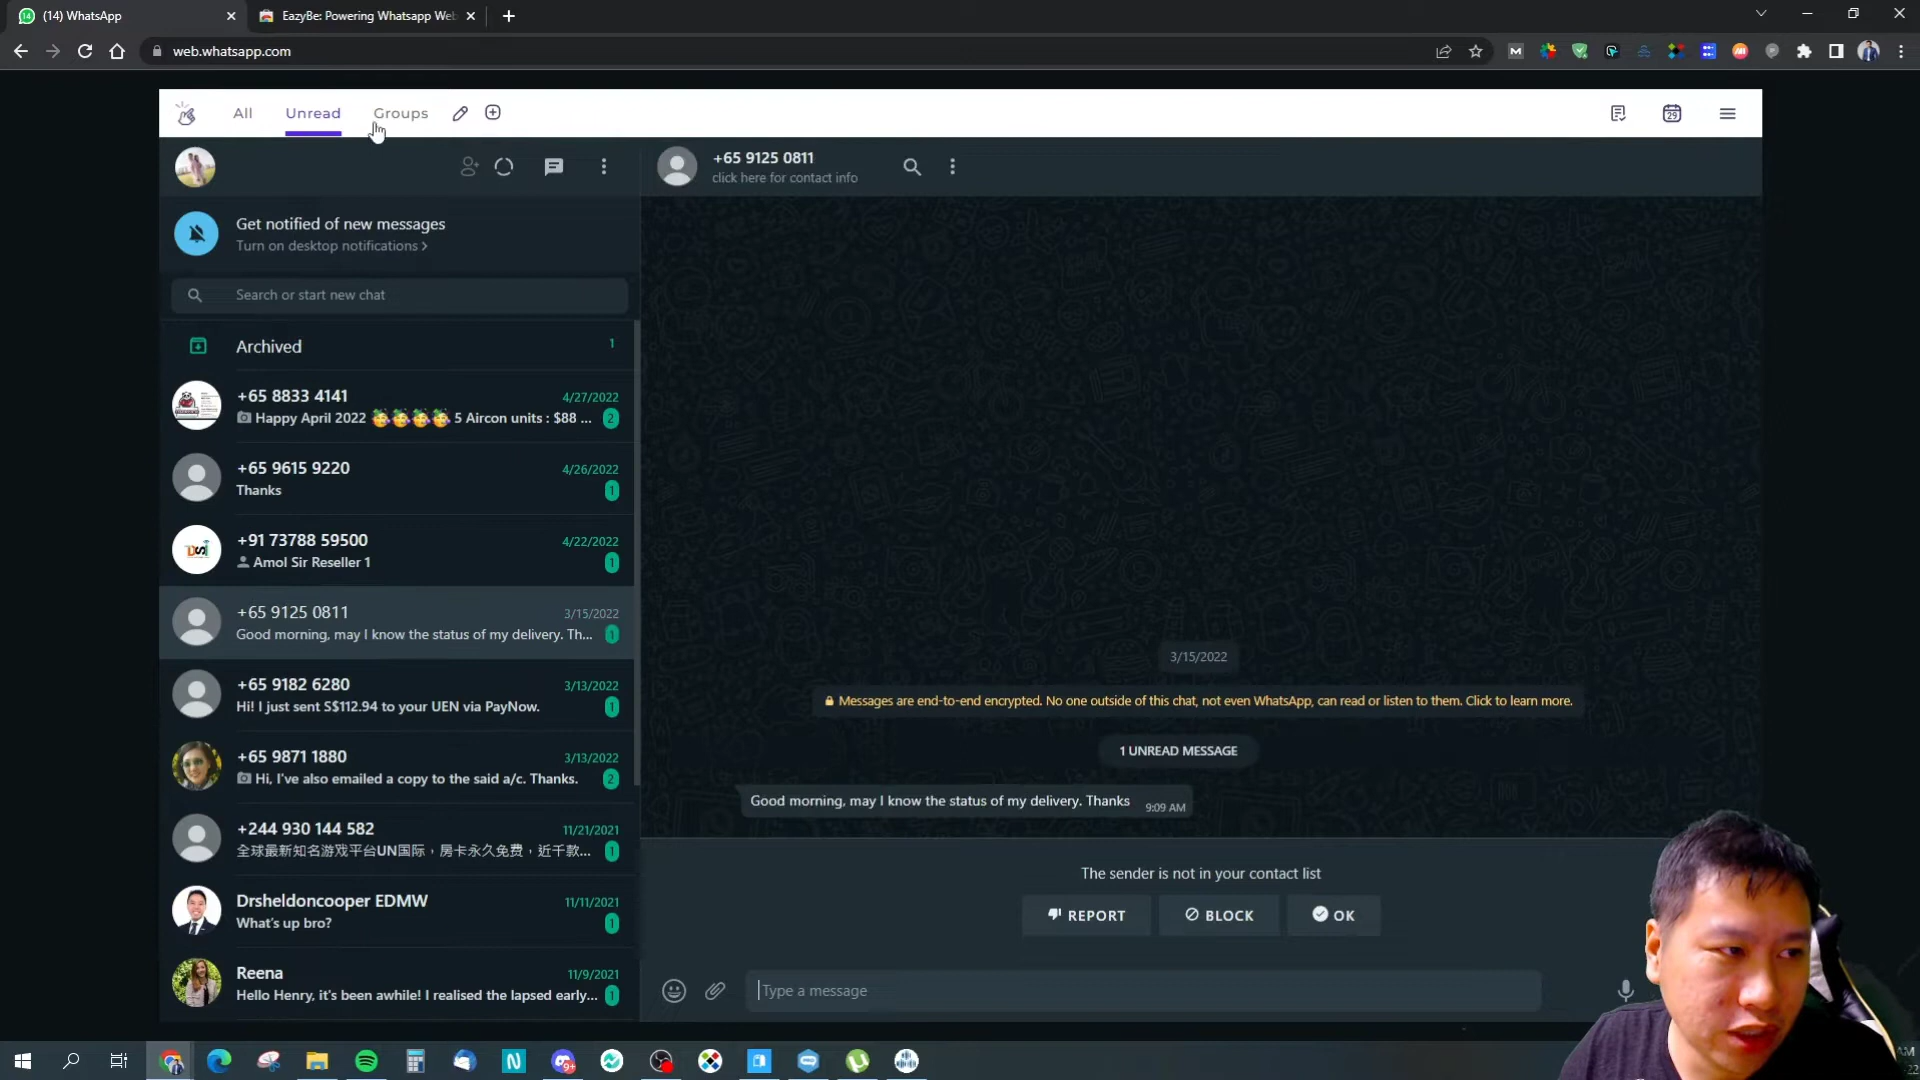 (14) WhatsApp
EazyBe: Powering Whatsapp Web
web.whatsapp.com
All
Unread
Groups
29
+65 9125 0811
click here for contact info
Get notified of new messages
Turn on desktop notifications >
Search or start new chat
Archived
1
+65 8833 4141
4/27/2022
Happy April 2022 🥳🥳🥳🥳 5 Aircon units : $88 ...
2
+65 9615 9220
4/26/2022
Thanks
1
+91 73788 59500
4/22/2022
Amol Sir Reseller 1
1
+65 9125 0811
3/15/2022
Good morning, may I know the status of my delivery. Th...
1
+65 9182 6280
3/13/2022
Hi! I just sent S$112.94 to your UEN via PayNow.
1
+65 9871 1880
3/13/2022
Hi, I've also emailed a copy to the said a/c. Thanks.
2
+244 930 144 582
11/21/2021
全球最新知名游戏平台UN国际，房卡永久免费，近千款...
1
Drsheldoncooper EDMW
11/11/2021
What's up bro?
1
Reena
11/9/2021
Hello Henry, it's been awhile! I realised the lapsed early...
1
3/15/2022
Messages are end-to-end encrypted. No one outside of this chat, not even WhatsApp, can read or listen to them. Click to learn more.
1 UNREAD MESSAGE
Good morning, may I know the status of my delivery. Thanks
9:09 AM
The sender is not in your contact list
REPORT
BLOCK
OK
Type a message
9+